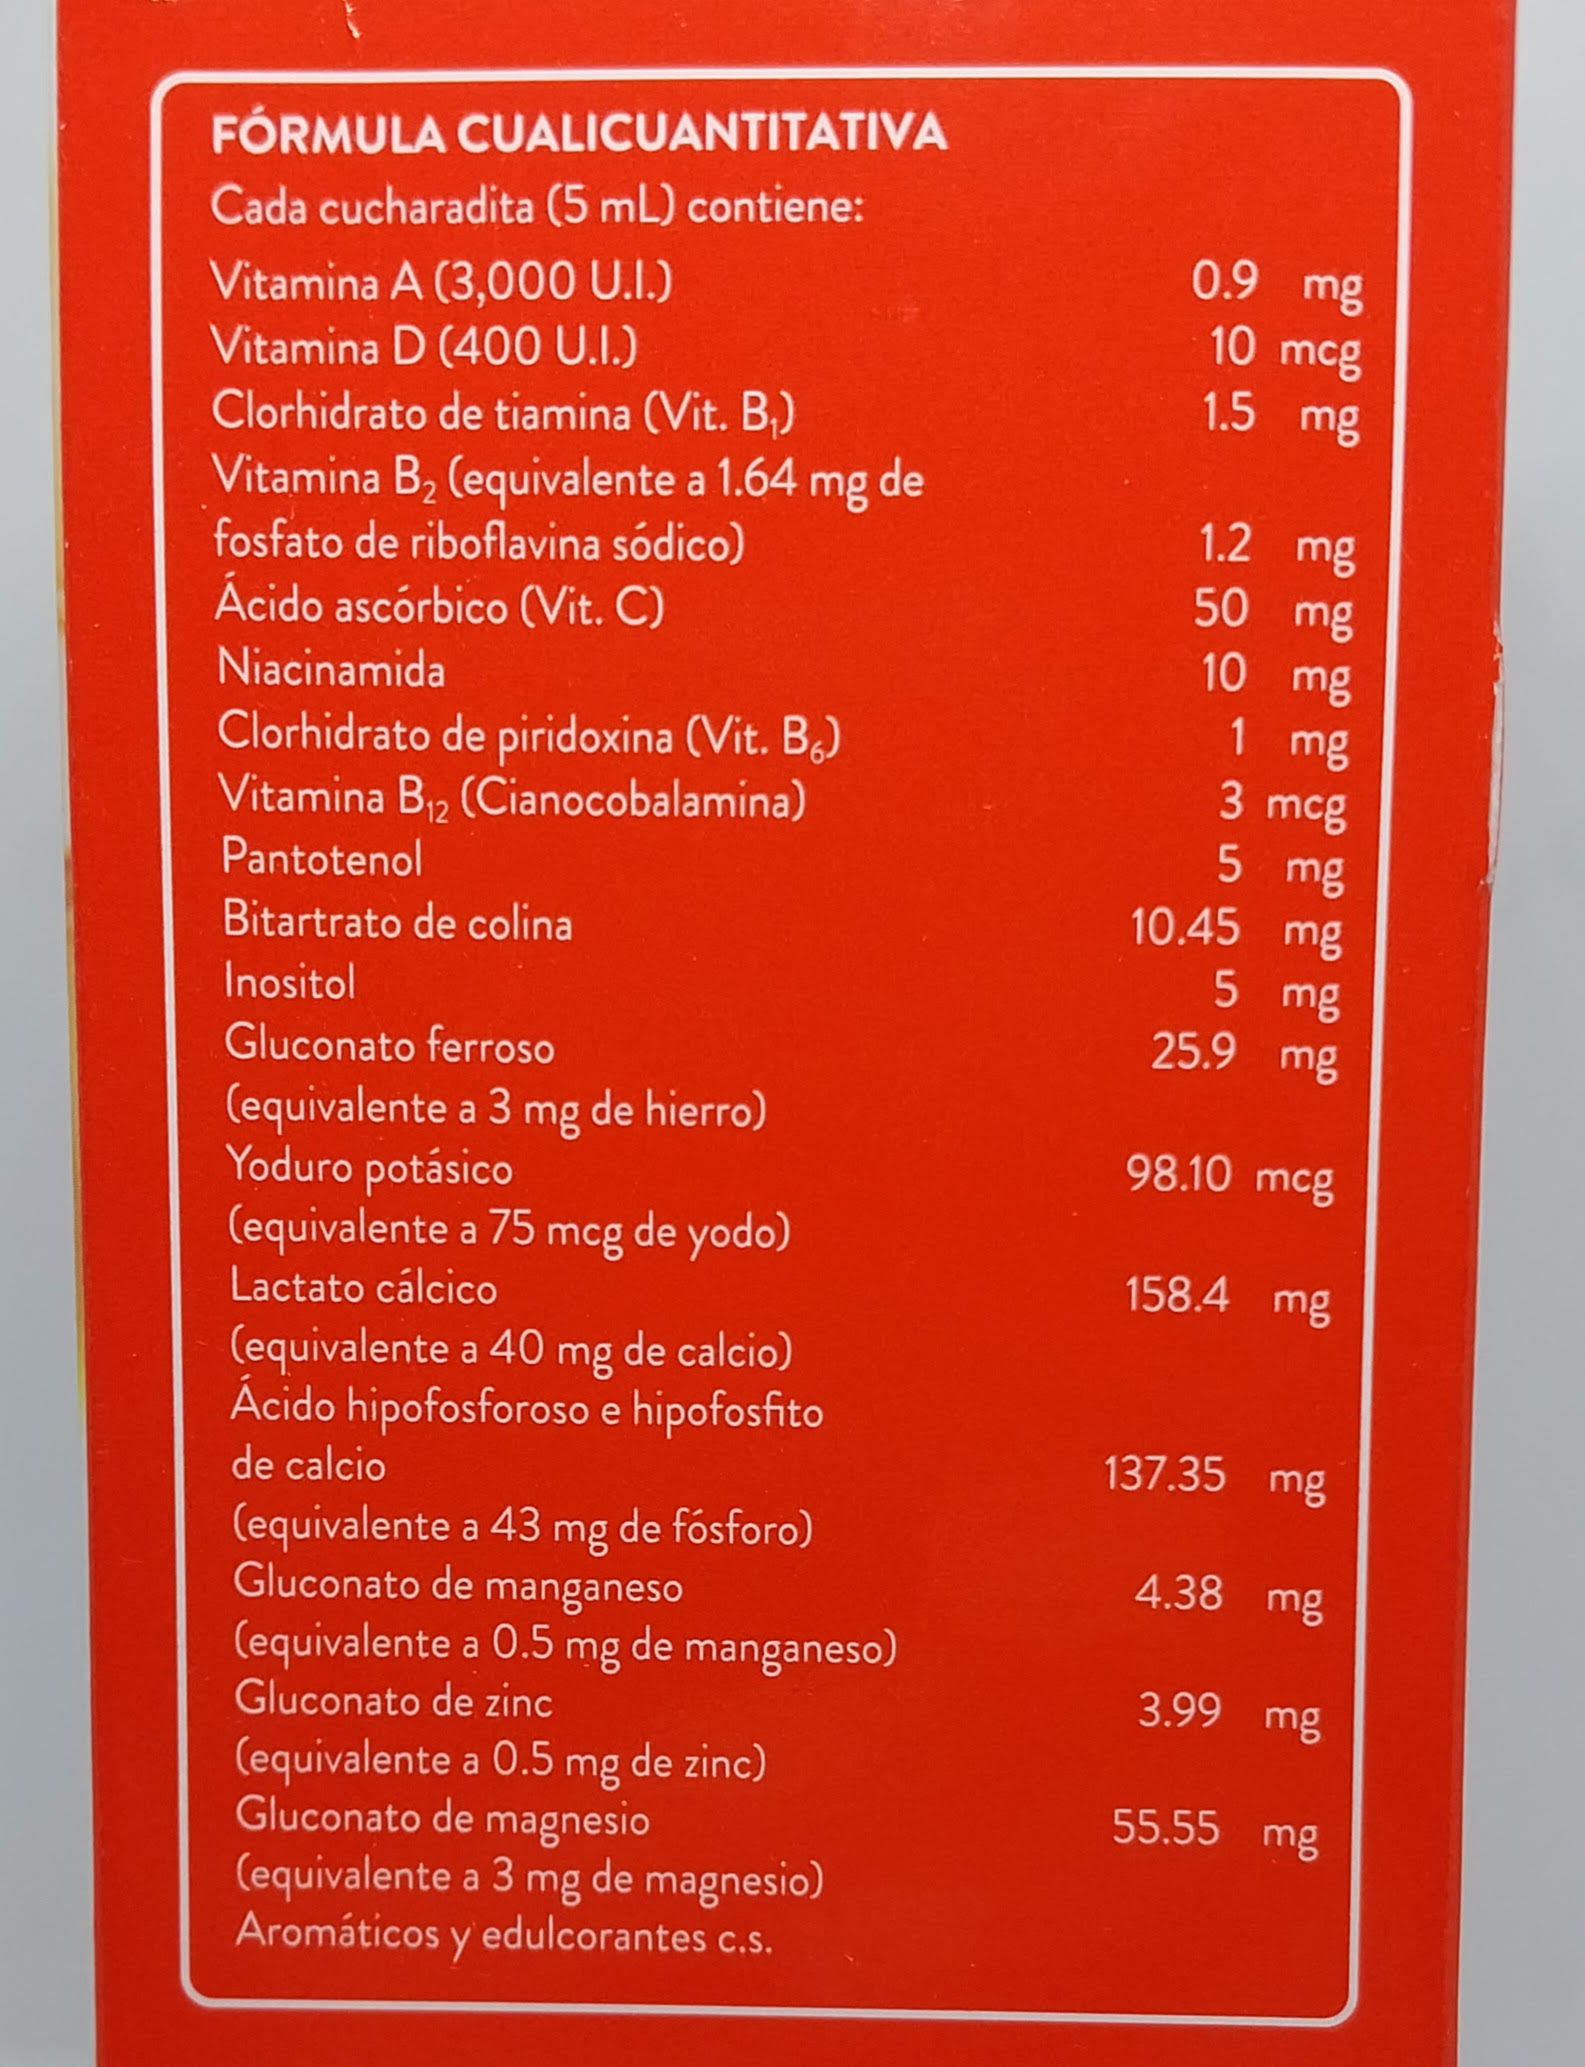 FÓRMULA CUALICUANTITATIVA
Cada cucharadita (5 mL) contiene:
Vitamina A (3,000 U.I.) 0.9 mg
Vitamina D (400 U.I.) 10 mcg
Clorhidrato de tiamina (Vit. B₁) 1.5 mg
Vitamina B₂ (equivalente a 1.64 mg de
fosfato de riboflavina sódico) 1.2 mg
Ácido ascórbico (Vit. C) 50 mg
Niacinamida 10 mg
Clorhidrato de piridoxina (Vit. B₆) 1 mg
Vitamina B₁₂ (Cianocobalamina) 3 mcg
Pantotenol 5 mg
Bitartrato de colina 10.45 mg
Inositol 5 mg
Gluconato ferroso 25.9 mg
(equivalente a 3 mg de hierro)
Yoduro potásico 98.10 mcg
(equivalente a 75 mcg de yodo)
Lactato cálcico 158.4 mg
(equivalente a 40 mg de calcio)
Ácido hipofosforoso e hipofosfito
de calcio 137.35 mg
(equivalente a 43 mg de fósforo)
Gluconato de manganeso 4.38 mg
(equivalente a 0.5 mg de manganeso)
Gluconato de zinc 3.99 mg
(equivalente a 0.5 mg de zinc)
Gluconato de magnesio 55.55 mg
(equivalente a 3 mg de magnesio)
Aromáticos y edulcorantes c.s.